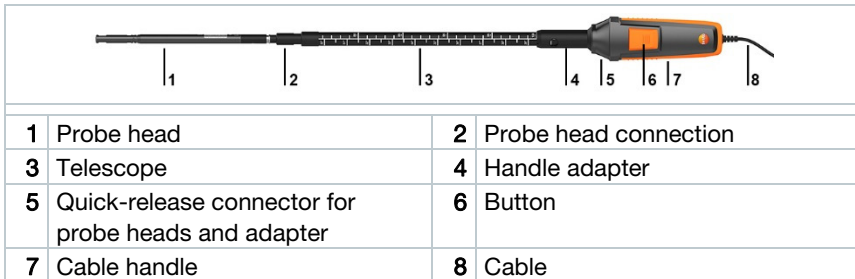 1 2 3 4 5 6 7 8
1 Probe head 2 Probe head connection
3 Telescope 4 Handle adapter
5 Quick-release connector for 6 Button
probe heads and adapter
7 Cable handle 8 Cable